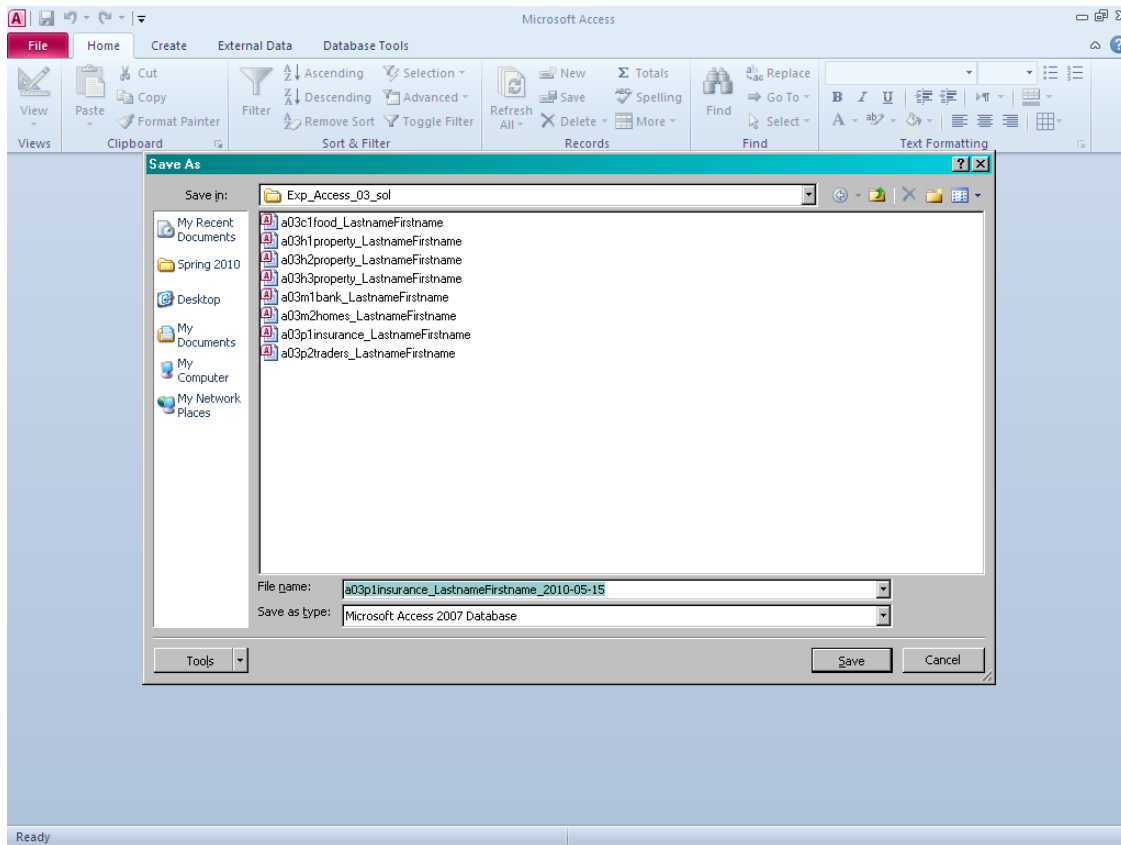 Microsoft Access
File Home Create External Data Database Tools
View
Views
Paste
Cut
Copy
Format Painter
Clipboard
Filter
Ascending
Descending
Remove Sort
Selection
Advanced
Toggle Filter
Sort & Filter
Refresh
All
New
Save
Delete
Totals
Spelling
More
Records
Find
Replace
Go To
Select
Find
B I U
A
Text Formatting
Save As
Save in: Exp_Access_03_sol
My Recent
Documents
Spring 2010
Desktop
My
Documents
My
Computer
My Network
Places
a03c1food_LastnameFirstname
a03h1property_LastnameFirstname
a03h2property_LastnameFirstname
a03h3property_LastnameFirstname
a03m1bank_LastnameFirstname
a03m2homes_LastnameFirstname
a03p1insurance_LastnameFirstname
a03p2traders_LastnameFirstname
File name: a03p1insurance_LastnameFirstname_2010-05-15
Save as type: Microsoft Access 2007 Database
Tools Save Cancel
Ready